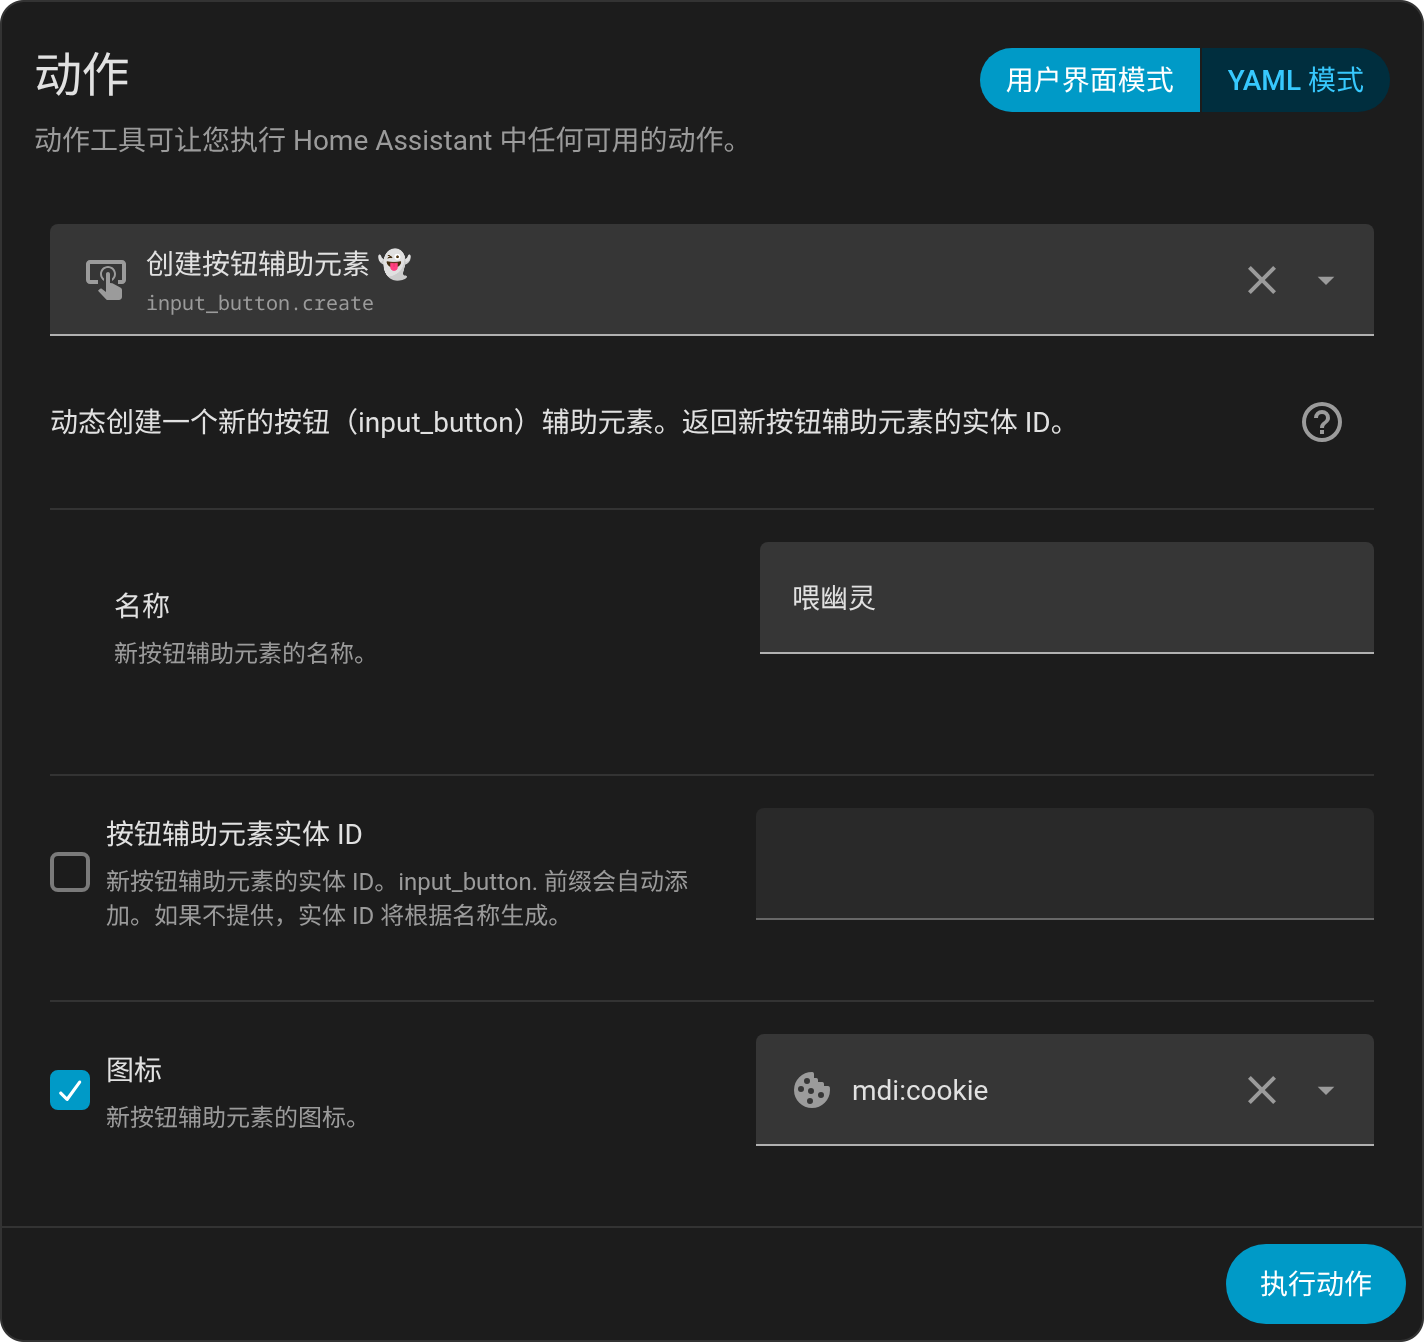 动作
用户界面模式
YAML 模式
动作工具可让您执行 Home Assistant 中任何可用的动作。
创建按钮辅助元素 👻
input_button.create
动态创建一个新的按钮（input_button）辅助元素。返回新按钮辅助元素的实体 ID。
名称
新按钮辅助元素的名称。
喂幽灵
按钮辅助元素实体 ID
新按钮辅助元素的实体 ID。input_button. 前缀会自动添
加。如果不提供，实体 ID 将根据名称生成。
图标
新按钮辅助元素的图标。
mdi:cookie
执行动作